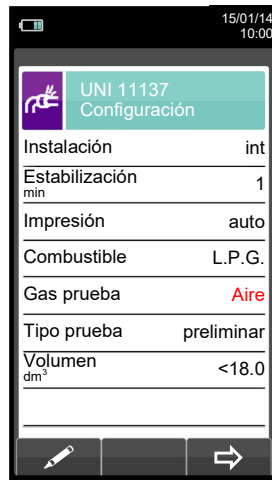 15/01/14
10:00
UNI 11137
Configuración
Instalación int
Estabilización 1
min
Impresión auto
Combustible L.P.G.
Gas prueba Aire
Tipo prueba preliminar
Volumen <18.0
dm³